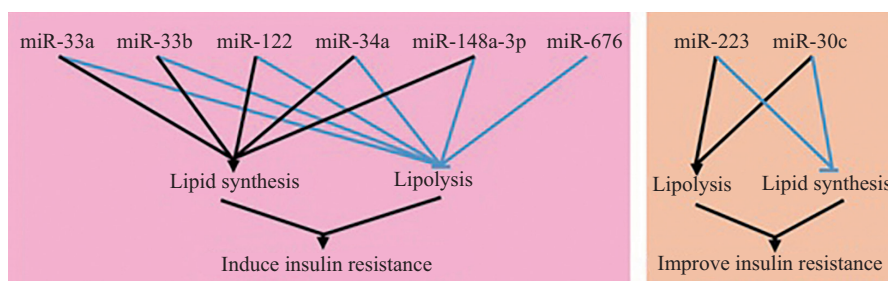 miR-33a miR-33b miR-122 miR-34a miR-148a-3p miR-676
Lipid synthesis Lipolysis
Induce insulin resistance
miR-223 miR-30c
Lipolysis Lipid synthesis
Improve insulin resistance